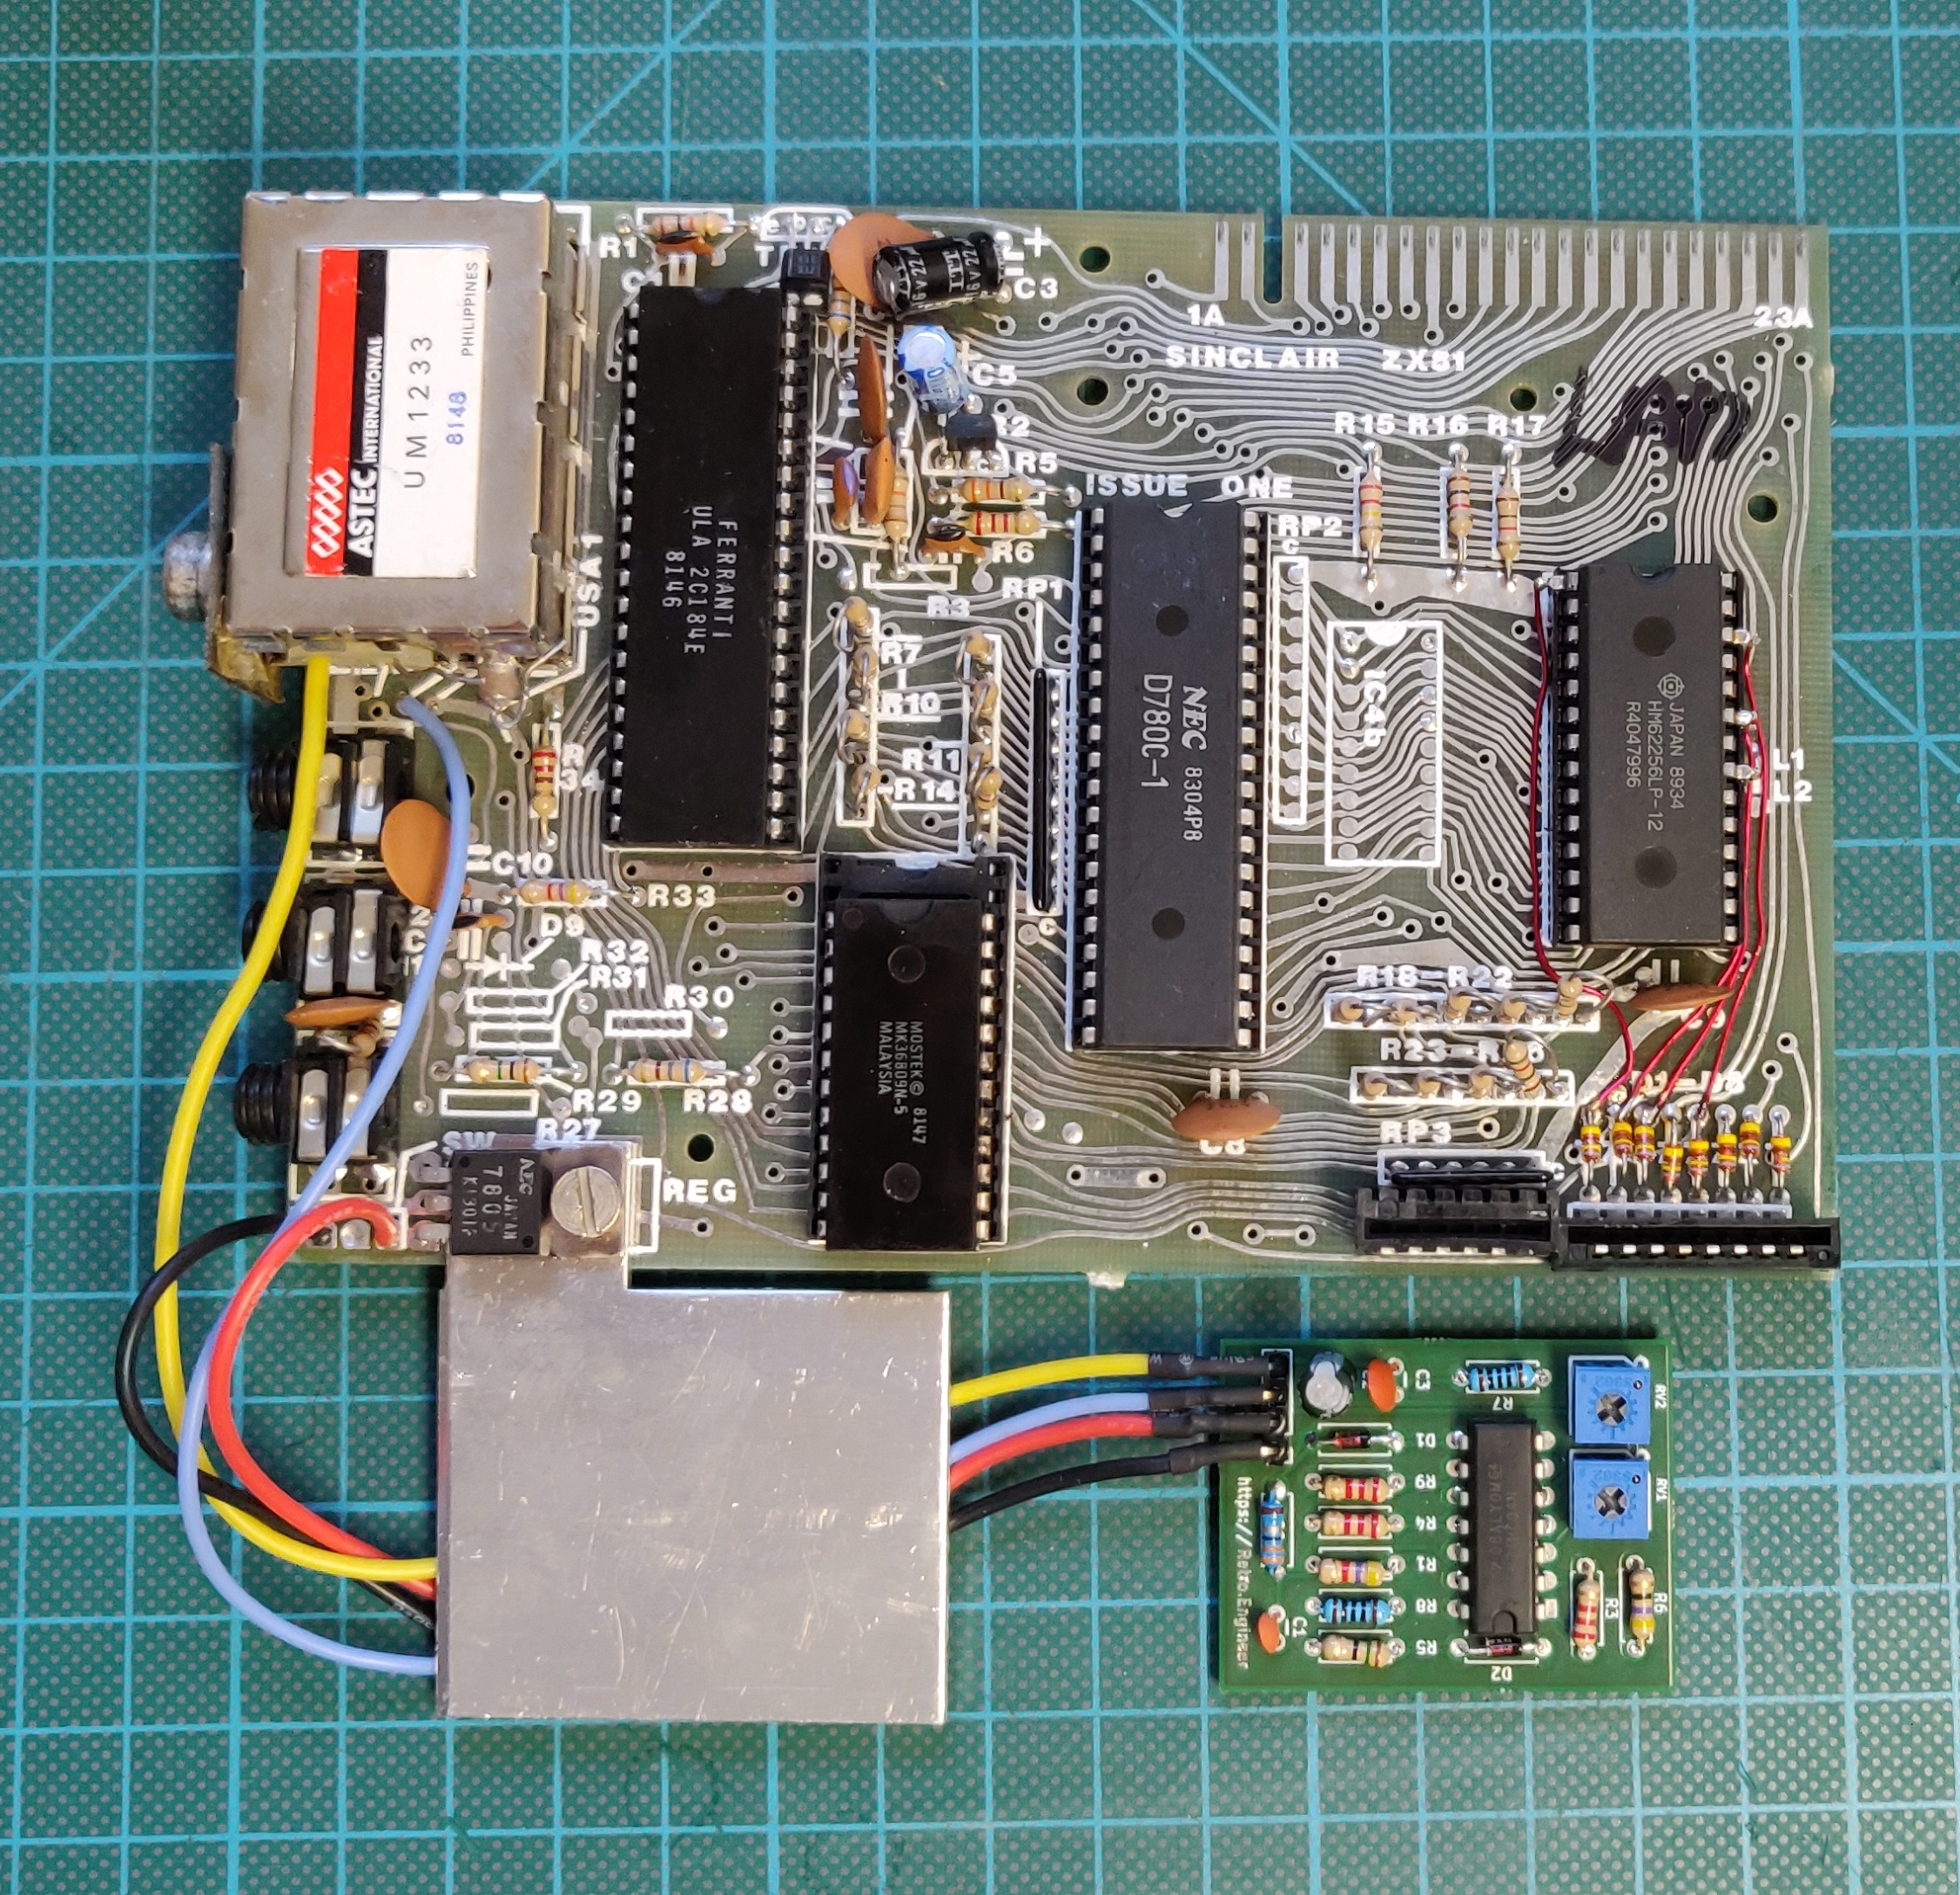 ASTEC INTERNATIONAL
UM1233
8146
PHILIPPINES
R1
C3
1A
23A
SINCLAIR ZX81
C5
R2
R5
R6
ISSUE ONE
R15 R16 R17
RP2
C
RP1
R3
USA1
FERRANTI
ULA 2C184E
8146
R7
R10
R11
R14
NEC 8304P8
D780C-1
IC4b
JAPAN 8934
HM62256LP-12
R4047996
L1
L2
R
34
C10
R33
D9
R32
R31
R30
R29
R28
R27
C
MOSTEK © 8147
MK36809N-5
MALAYSIA
R18-R22
RP3
C8
SW
REG
NEC JAPAN
7805
C3
R7
RV2
D1
R9
R4
R1
R8
R5
C1
RV1
R3
R6
D2
https://Retro.Engineer